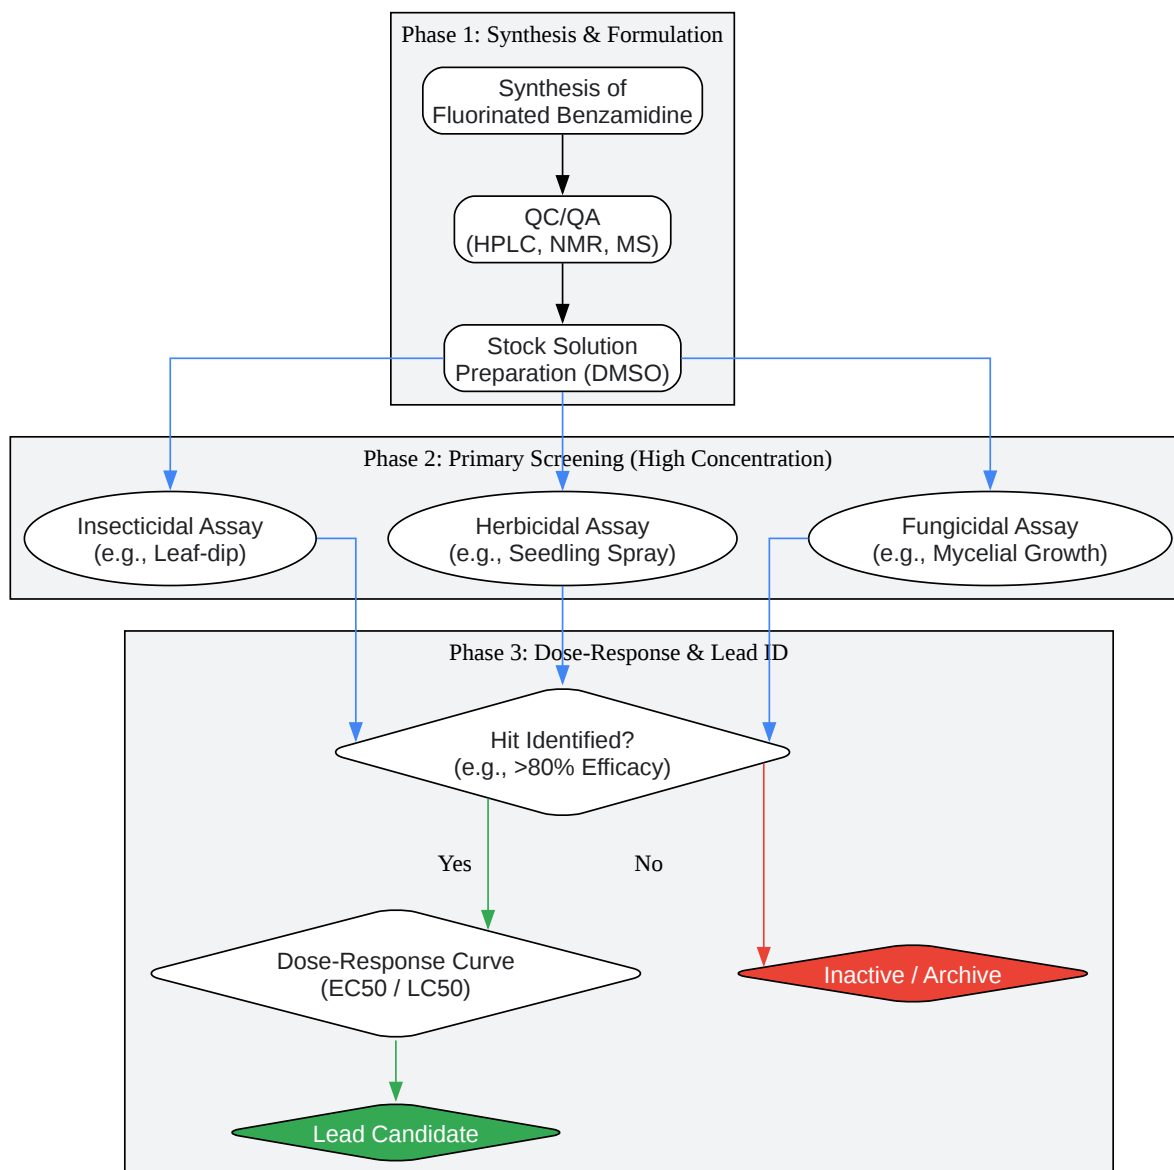 Phase 1: Synthesis & Formulation
Synthesis of
Fluorinated Benzamidine
QC/QA
(HPLC, NMR, MS)
Stock Solution
Preparation (DMSO)
Phase 2: Primary Screening (High Concentration)
Insecticidal Assay
(e.g., Leaf-dip)
Herbicidal Assay
(e.g., Seedling Spray)
Fungicidal Assay
(e.g., Mycelial Growth)
Phase 3: Dose-Response & Lead ID
Hit Identified?
(e.g., >80% Efficacy)
Yes
No
Dose-Response Curve
(EC50 / LC50)
Inactive / Archive
Lead Candidate